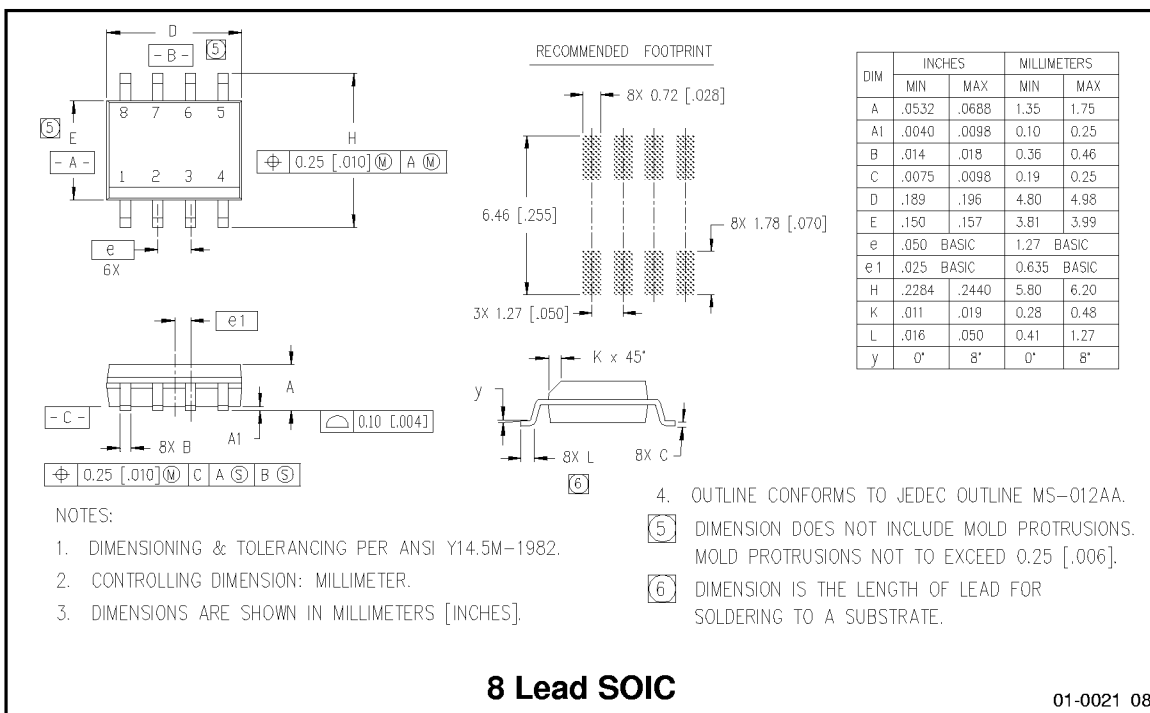 D
- B -
5
8 7 6 5
5
E
- A -
H
⌖ 0.25 [.010] Ⓜ A Ⓜ
1 2 3 4
e
6X
RECOMMENDED FOOTPRINT
8X 0.72 [.028]
6.46 [.255]
8X 1.78 [.070]
3X 1.27 [.050]
DIM INCHES MILLIMETERS
MIN MAX MIN MAX
A .0532 .0688 1.35 1.75
A1 .0040 .0098 0.10 0.25
B .014 .018 0.36 0.46
C .0075 .0098 0.19 0.25
D .189 .196 4.80 4.98
E .150 .157 3.81 3.99
e .050 BASIC 1.27 BASIC
e1 .025 BASIC 0.635 BASIC
H .2284 .2440 5.80 6.20
K .011 .019 0.28 0.48
L .016 .050 0.41 1.27
y 0° 8° 0° 8°
e1
A
- C -
8X B
A1
⌓ 0.10 [.004]
⌖ 0.25 [.010] Ⓜ C A Ⓢ B Ⓢ
K x 45°
y
8X L
6
8X C
NOTES:
1. DIMENSIONING & TOLERANCING PER ANSI Y14.5M-1982.
2. CONTROLLING DIMENSION: MILLIMETER.
3. DIMENSIONS ARE SHOWN IN MILLIMETERS [INCHES].
4. OUTLINE CONFORMS TO JEDEC OUTLINE MS-012AA.
5 DIMENSION DOES NOT INCLUDE MOLD PROTRUSIONS.
MOLD PROTRUSIONS NOT TO EXCEED 0.25 [.006].
6 DIMENSION IS THE LENGTH OF LEAD FOR
SOLDERING TO A SUBSTRATE.
8 Lead SOIC
01-0021 08